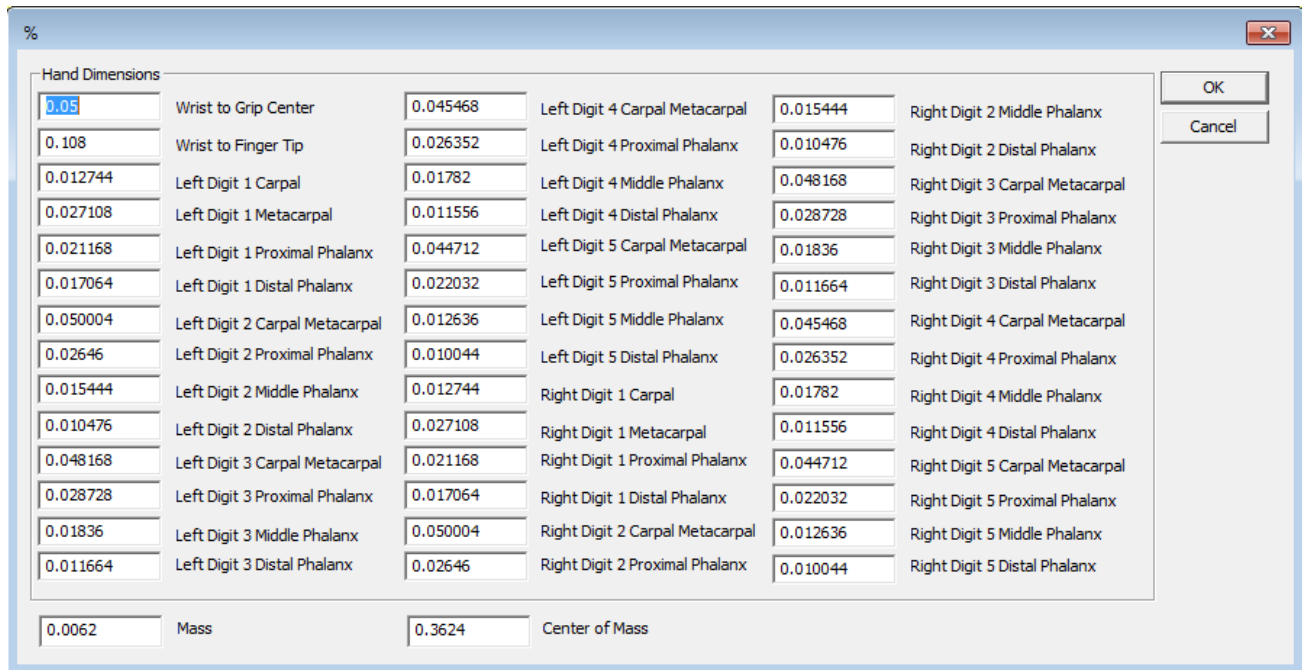 %
Hand Dimensions
0.05 Wrist to Grip Center
0.108 Wrist to Finger Tip
0.012744 Left Digit 1 Carpal
0.027108 Left Digit 1 Metacarpal
0.021168 Left Digit 1 Proximal Phalanx
0.017064 Left Digit 1 Distal Phalanx
0.050004 Left Digit 2 Carpal Metacarpal
0.02646 Left Digit 2 Proximal Phalanx
0.015444 Left Digit 2 Middle Phalanx
0.010476 Left Digit 2 Distal Phalanx
0.048168 Left Digit 3 Carpal Metacarpal
0.028728 Left Digit 3 Proximal Phalanx
0.01836 Left Digit 3 Middle Phalanx
0.011664 Left Digit 3 Distal Phalanx
0.045468 Left Digit 4 Carpal Metacarpal
0.026352 Left Digit 4 Proximal Phalanx
0.01782 Left Digit 4 Middle Phalanx
0.011556 Left Digit 4 Distal Phalanx
0.044712 Left Digit 5 Carpal Metacarpal
0.022032 Left Digit 5 Proximal Phalanx
0.012636 Left Digit 5 Middle Phalanx
0.010044 Left Digit 5 Distal Phalanx
0.012744 Right Digit 1 Carpal
0.027108 Right Digit 1 Metacarpal
0.021168 Right Digit 1 Proximal Phalanx
0.017064 Right Digit 1 Distal Phalanx
0.050004 Right Digit 2 Carpal Metacarpal
0.02646 Right Digit 2 Proximal Phalanx
0.015444 Right Digit 2 Middle Phalanx
0.010476 Right Digit 2 Distal Phalanx
0.048168 Right Digit 3 Carpal Metacarpal
0.028728 Right Digit 3 Proximal Phalanx
0.01836 Right Digit 3 Middle Phalanx
0.011664 Right Digit 3 Distal Phalanx
0.045468 Right Digit 4 Carpal Metacarpal
0.026352 Right Digit 4 Proximal Phalanx
0.01782 Right Digit 4 Middle Phalanx
0.011556 Right Digit 4 Distal Phalanx
0.044712 Right Digit 5 Carpal Metacarpal
0.022032 Right Digit 5 Proximal Phalanx
0.012636 Right Digit 5 Middle Phalanx
0.010044 Right Digit 5 Distal Phalanx
OK
Cancel
0.0062 Mass
0.3624 Center of Mass